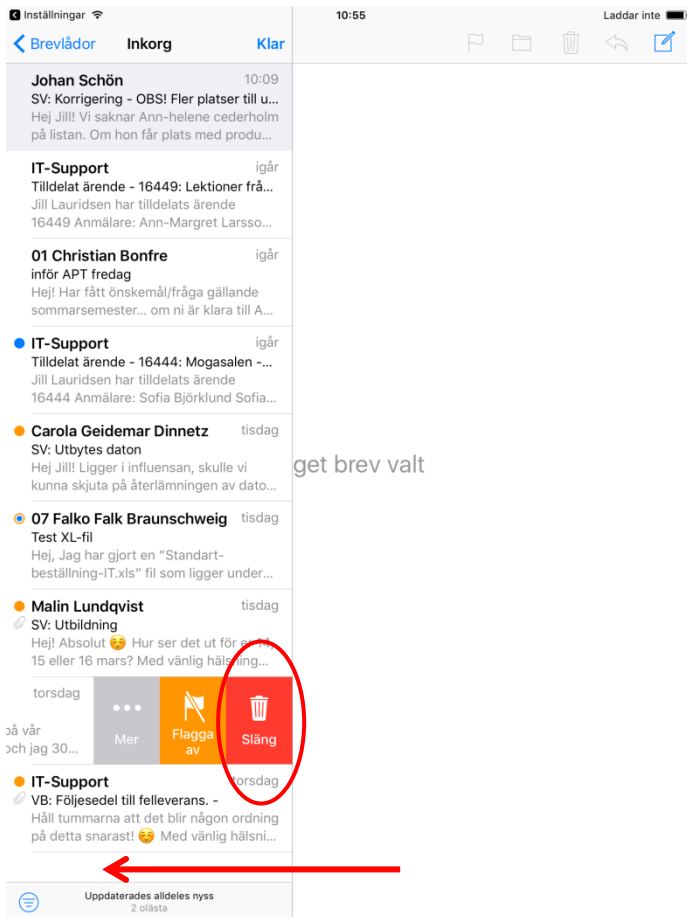 Inställningar
10:55
Laddar inte
Brevlådor
Inkorg
Klar
Johan Schön 10:09
SV: Korrigering - OBS! Fler platser till u...
Hej Jill! Vi saknar Ann-helene cederholm
på listan. Om hon får plats med produ...
IT-Support igår
Tilldelat ärende - 16449: Lektioner frå...
Jill Lauridsen har tilldelats ärende
16449 Anmälare: Ann-Margret Larsso...
01 Christian Bonfre igår
inför APT fredag
Hej! Har fått önskemål/fråga gällande
sommarsemester... om ni är klara till A...
IT-Support igår
Tilldelat ärende - 16444: Mogasalen -...
Jill Lauridsen har tilldelats ärende
16444 Anmälare: Sofia Björklund Sofia...
Carola Geidemar Dinnetz tisdag
SV: Utbytes daton
Hej Jill! Ligger i influensan, skulle vi
kunna skjuta på återlämningen av dato...
get brev valt
07 Falko Falk Braunschweig tisdag
Test XL-fil
Hej, Jag har gjort en ”Standart-
beställning-IT.xls” fil som ligger under...
Malin Lundqvist tisdag
SV: Utbildning
Hej! Absolut ☺️ Hur ser det ut för er 14,
15 eller 16 mars? Med vänlig hälsning...
torsdag
på vår
och jag 30...
Mer
Flagga
av
Släng
IT-Support torsdag
VB: Följesedel till felleverans. -
Håll tummarna att det blir någon ordning
på detta snarast! ☺️ Med vänlig hälsni...
Uppdaterades alldeles nyss
2 olästa